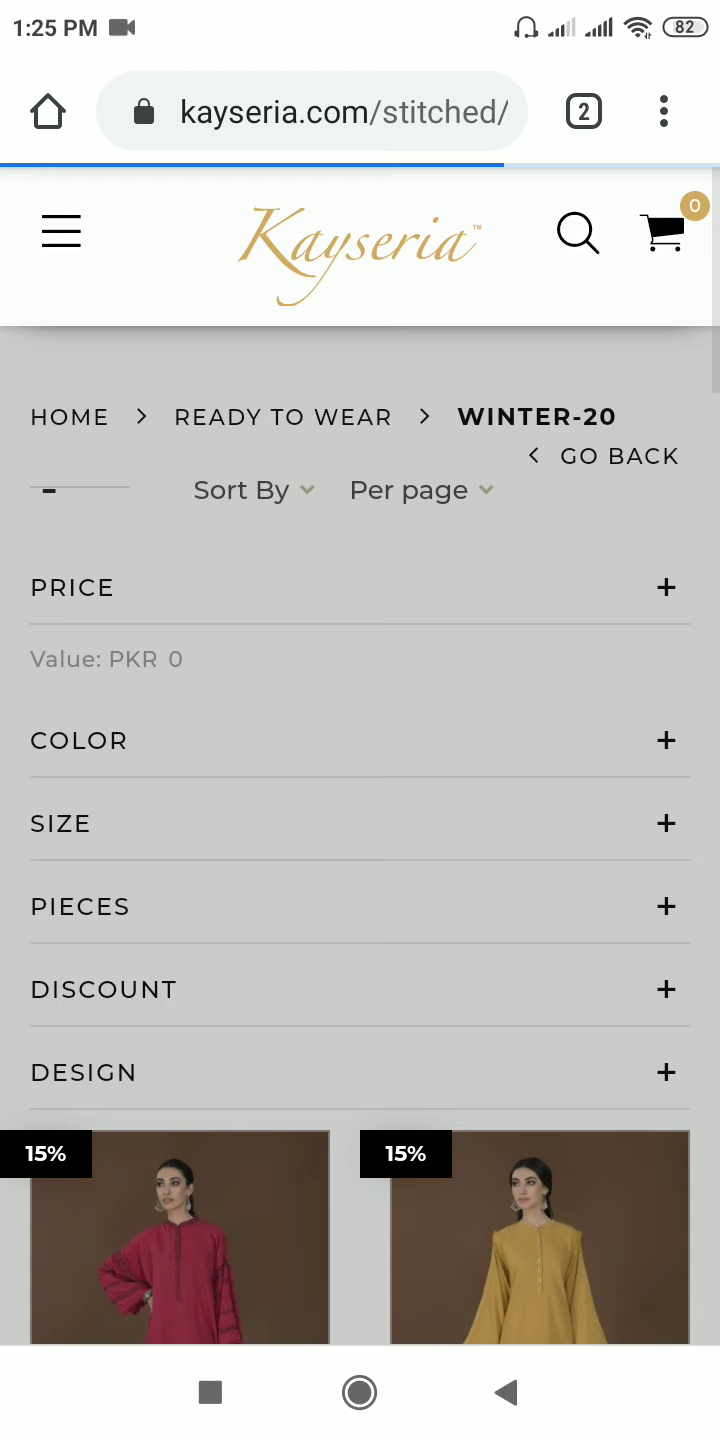 1:25 PM 82
kayseria.com/stitched/ 2
Kayseria™ 0
HOME > READY TO WEAR > WINTER-20
< GO BACK
- Sort By Per page
PRICE +
Value: PKR 0
COLOR +
SIZE +
PIECES +
DISCOUNT +
DESIGN +
15% 15%